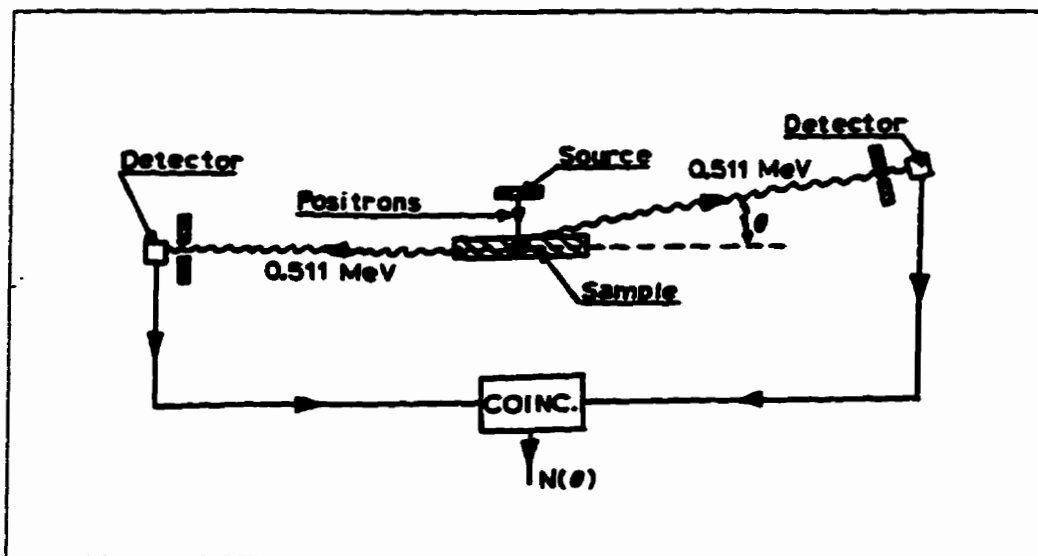 Detector
Source
0.511 MeV
Positrons
θ
0.511 MeV
Sample
Detector
COINC.
N(θ)